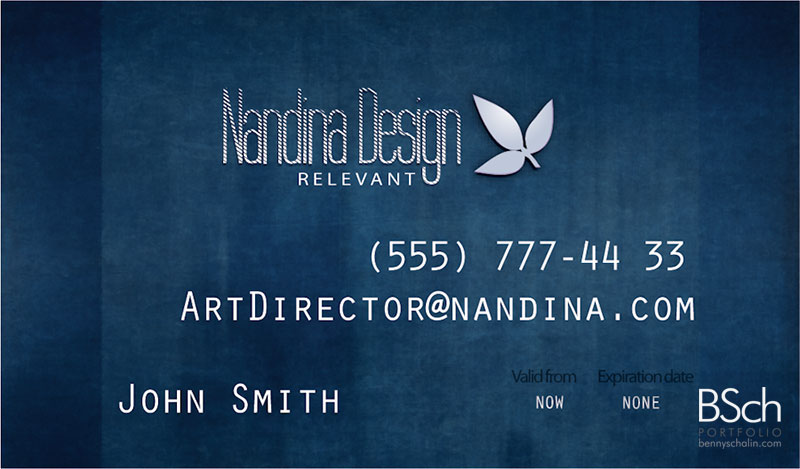 Nandina Design
RELEVANT
(555) 777-44 33
ArtDirector@nandina.com
John Smith
Valid from Expiration date
NOW NONE
BSch
PORTFOLIO
bennyschalin.com